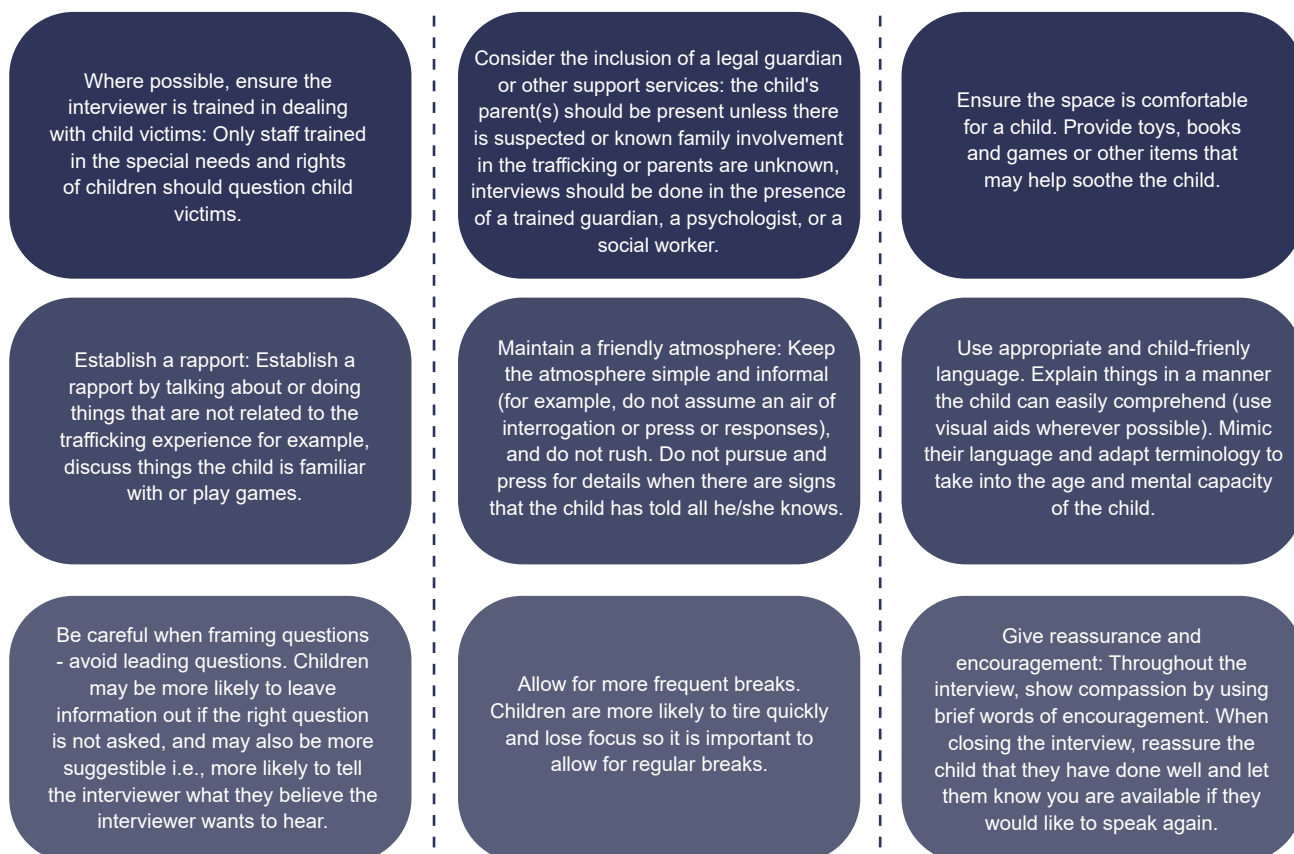 Where possible, ensure the
interviewer is trained in dealing
with child victims: Only staff trained
in the special needs and rights
of children should question child
victims.
Consider the inclusion of a legal guardian
or other support services: the child's
parent(s) should be present unless there
is suspected or known family involvement
in the trafficking or parents are unknown,
interviews should be done in the presence
of a trained guardian, a psychologist, or a
social worker.
Ensure the space is comfortable
for a child. Provide toys, books
and games or other items that
may help soothe the child.
Establish a rapport: Establish a
rapport by talking about or doing
things that are not related to the
trafficking experience for example,
discuss things the child is familiar
with or play games.
Maintain a friendly atmosphere: Keep
the atmosphere simple and informal
(for example, do not assume an air of
interrogation or press or responses),
and do not rush. Do not pursue and
press for details when there are signs
that the child has told all he/she knows.
Use appropriate and child-frienly
language. Explain things in a manner
the child can easily comprehend (use
visual aids wherever possible). Mimic
their language and adapt terminology to
take into the age and mental capacity
of the child.
Be careful when framing questions
- avoid leading questions. Children
may be more likely to leave
information out if the right question
is not asked, and may also be more
suggestible i.e., more likely to tell
the interviewer what they believe the
interviewer wants to hear.
Allow for more frequent breaks.
Children are more likely to tire quickly
and lose focus so it is important to
allow for regular breaks.
Give reassurance and
encouragement: Throughout the
interview, show compassion by using
brief words of encouragement. When
closing the interview, reassure the
child that they have done well and let
them know you are available if they
would like to speak again.